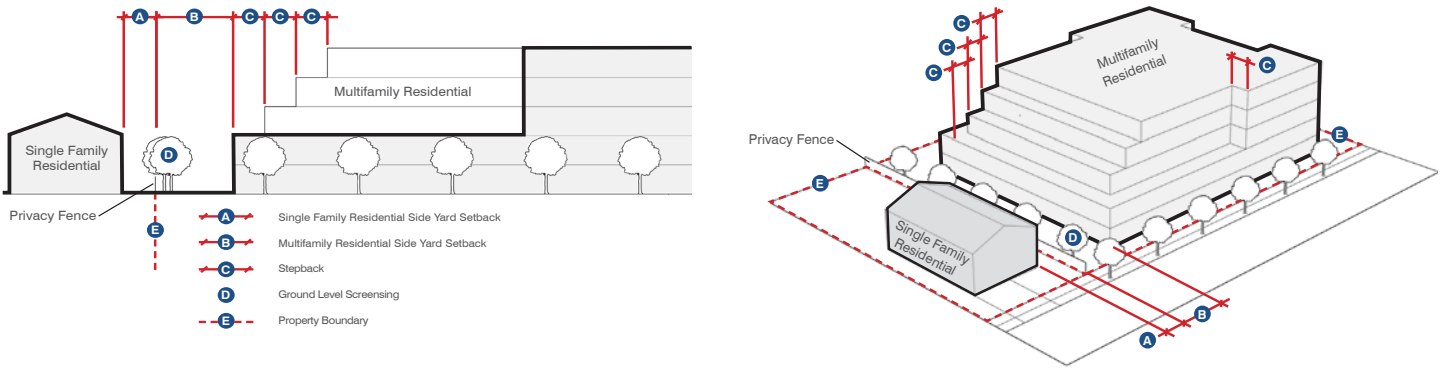 A
B
C
C
C
Multifamily Residential
Single Family
Residential
D
Privacy Fence
E
A Single Family Residential Side Yard Setback
B Multifamily Residential Side Yard Setback
C Stepback
D Ground Level Screensing
E Property Boundary
C
C
C
Multifamily
Residential
C
Privacy Fence
E
E
Single Family
Residential
D
B
A